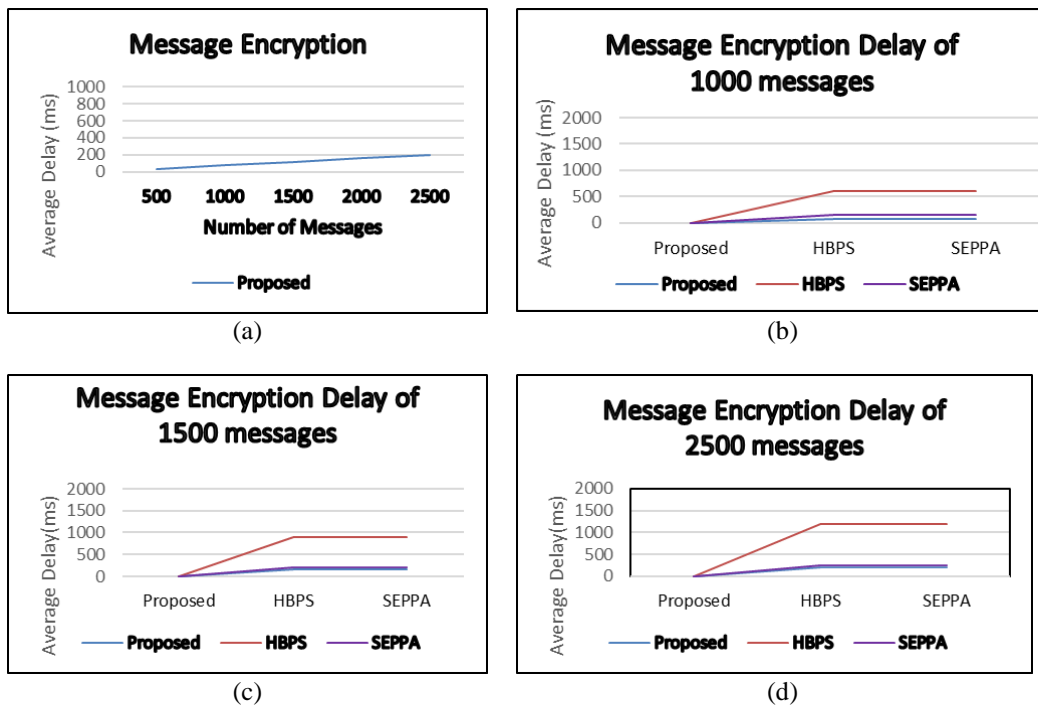 Message Encryption
Average Delay (ms)
1000
800
600
400
200
0
500 1000 1500 2000 2500
Number of Messages
Proposed
(a)
Message Encryption Delay of
1000 messages
Average Delay (ms)
2000
1500
1000
500
0
Proposed HBPS SEPPA
Proposed HBPS SEPPA
(b)
Message Encryption Delay of
1500 messages
Average Delay(ms)
2000
1500
1000
500
0
Proposed HBPS SEPPA
Proposed HBPS SEPPA
(c)
Message Encryption Delay of
2500 messages
Average Delay(ms)
2000
1500
1000
500
0
Proposed HBPS SEPPA
Proposed HBPS SEPPA
(d)